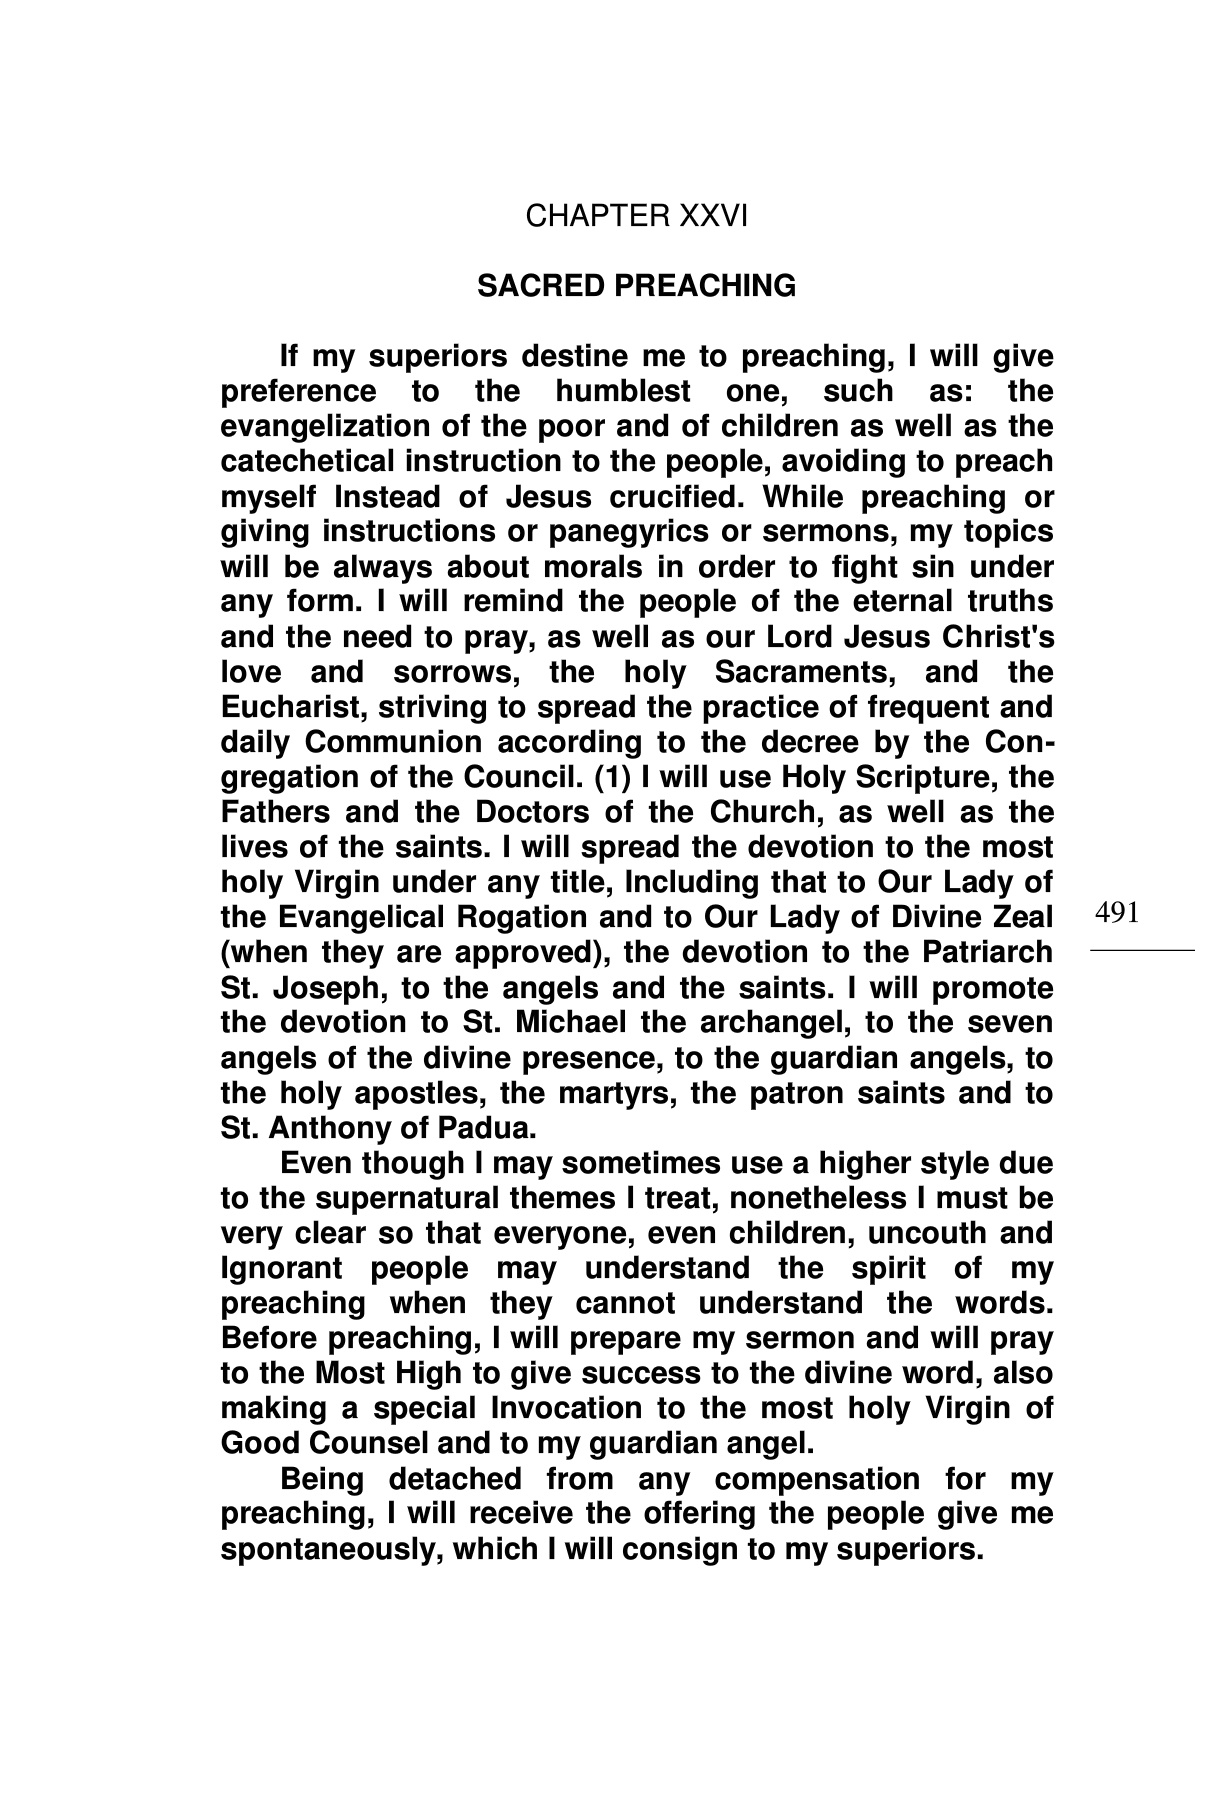 CHAPTER XXVI
SACRED PREACHING
If my superiors destine me to preaching, I will give
preference to the humblest one, such as: the
evangelization of the poor and of children as well as the
catechetical instruction to the people, avoiding to preach
myself Instead of Jesus crucified. While preaching or
giving instructions or panegyrics or sermons, my topics
will be always about morals in order to fight sin under
any form. I will remind the people of the eternal truths
and the need to pray, as well as our Lord Jesus Christ's
love and sorrows, the holy Sacraments, and the
Eucharist, striving to spread the practice of frequent and
daily Communion according to the decree by the Con-
gregation of the Council. (1) I will use Holy Scripture, the
Fathers and the Doctors of the Church, as well as the
lives of the saints. I will spread the devotion to the most
holy Virgin under any title, Including that to Our Lady of
the Evangelical Rogation and to Our Lady of Divine Zeal
(when they are approved), the devotion to the Patriarch
St. Joseph, to the angels and the saints. I will promote
the devotion to St. Michael the archangel, to the seven
angels of the divine presence, to the guardian angels, to
the holy apostles, the martyrs, the patron saints and to
St. Anthony of Padua.
Even though I may sometimes use a higher style due
to the supernatural themes I treat, nonetheless I must be
very clear so that everyone, even children, uncouth and
Ignorant people may understand the spirit of my
preaching when they cannot understand the words.
Before preaching, I will prepare my sermon and will pray
to the Most High to give success to the divine word, also
making a special Invocation to the most holy Virgin of
Good Counsel and to my guardian angel.
Being detached from any compensation for my
preaching, I will receive the offering the people give me
spontaneously, which I will consign to my superiors.
491